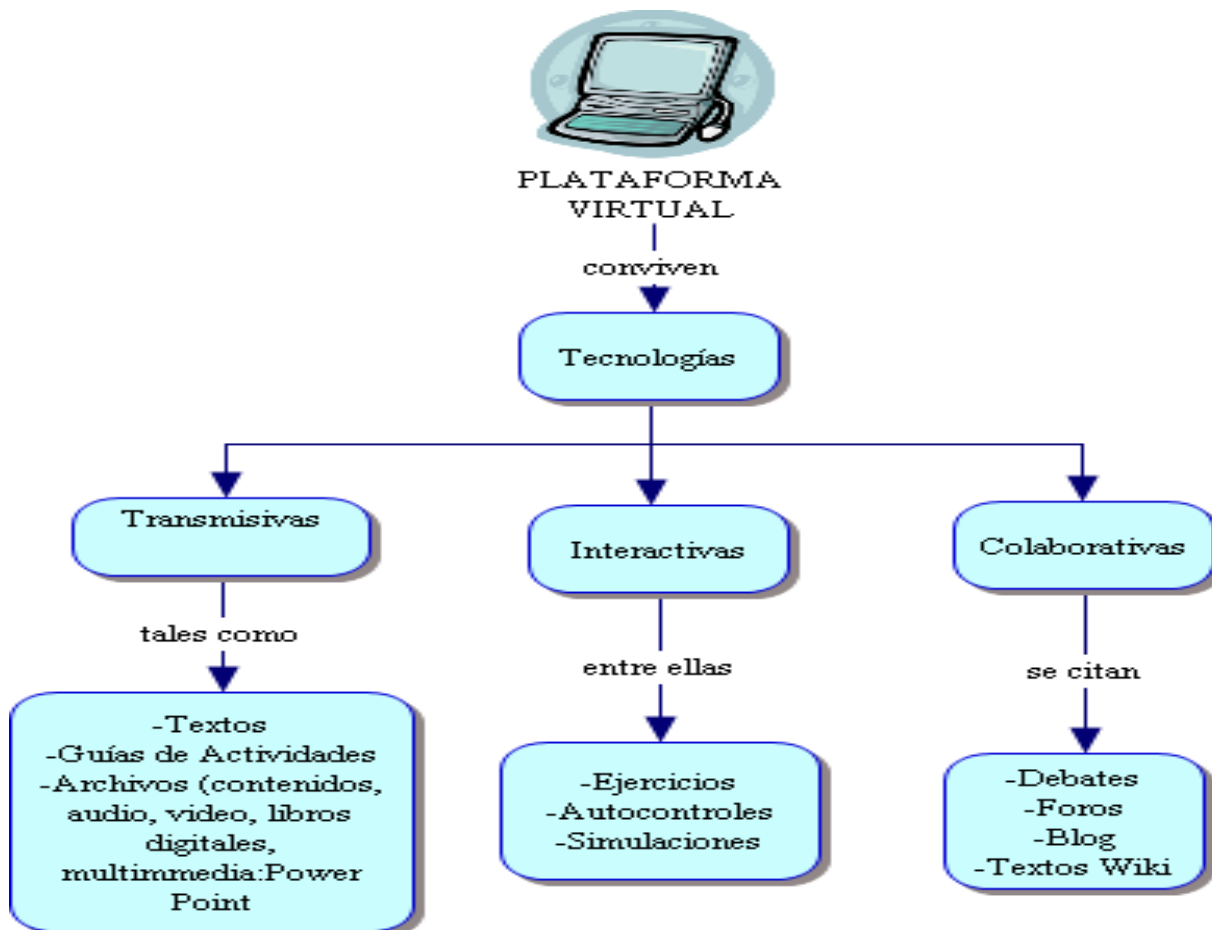 PLATAFORMA
VIRTUAL
conviven
Tecnologías
Transmisivas
Interactivas
Colaborativas
tales como
entre ellas
se citan
-Textos
-Guías de Actividades
-Archivos (contenidos,
audio, video, libros
digitales,
multimmedia:Power
Point
-Ejercicios
-Autocontroles
-Simulaciones
-Debates
-Foros
-Blog
-Textos Wiki